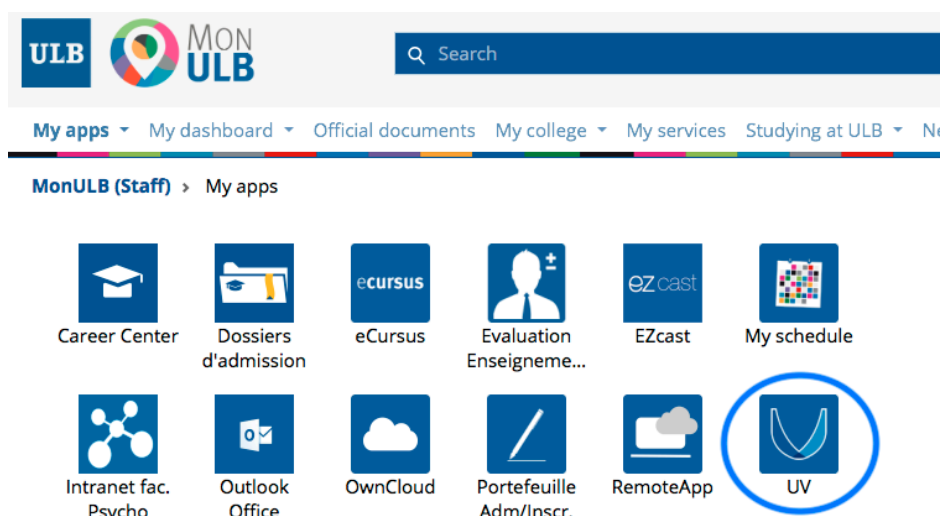 ULB MON ULB Search
My apps My dashboard Official documents My college My services Studying at ULB
MonULB (Staff) > My apps
ecursus ± EZcast
Career Center Dossiers d'admission eCursus Evaluation Enseigneme... EZcast My schedule
o
Intranet fac. Psycho Outlook Office OwnCloud Portefeuille Adm/Inscr. RemoteApp UV